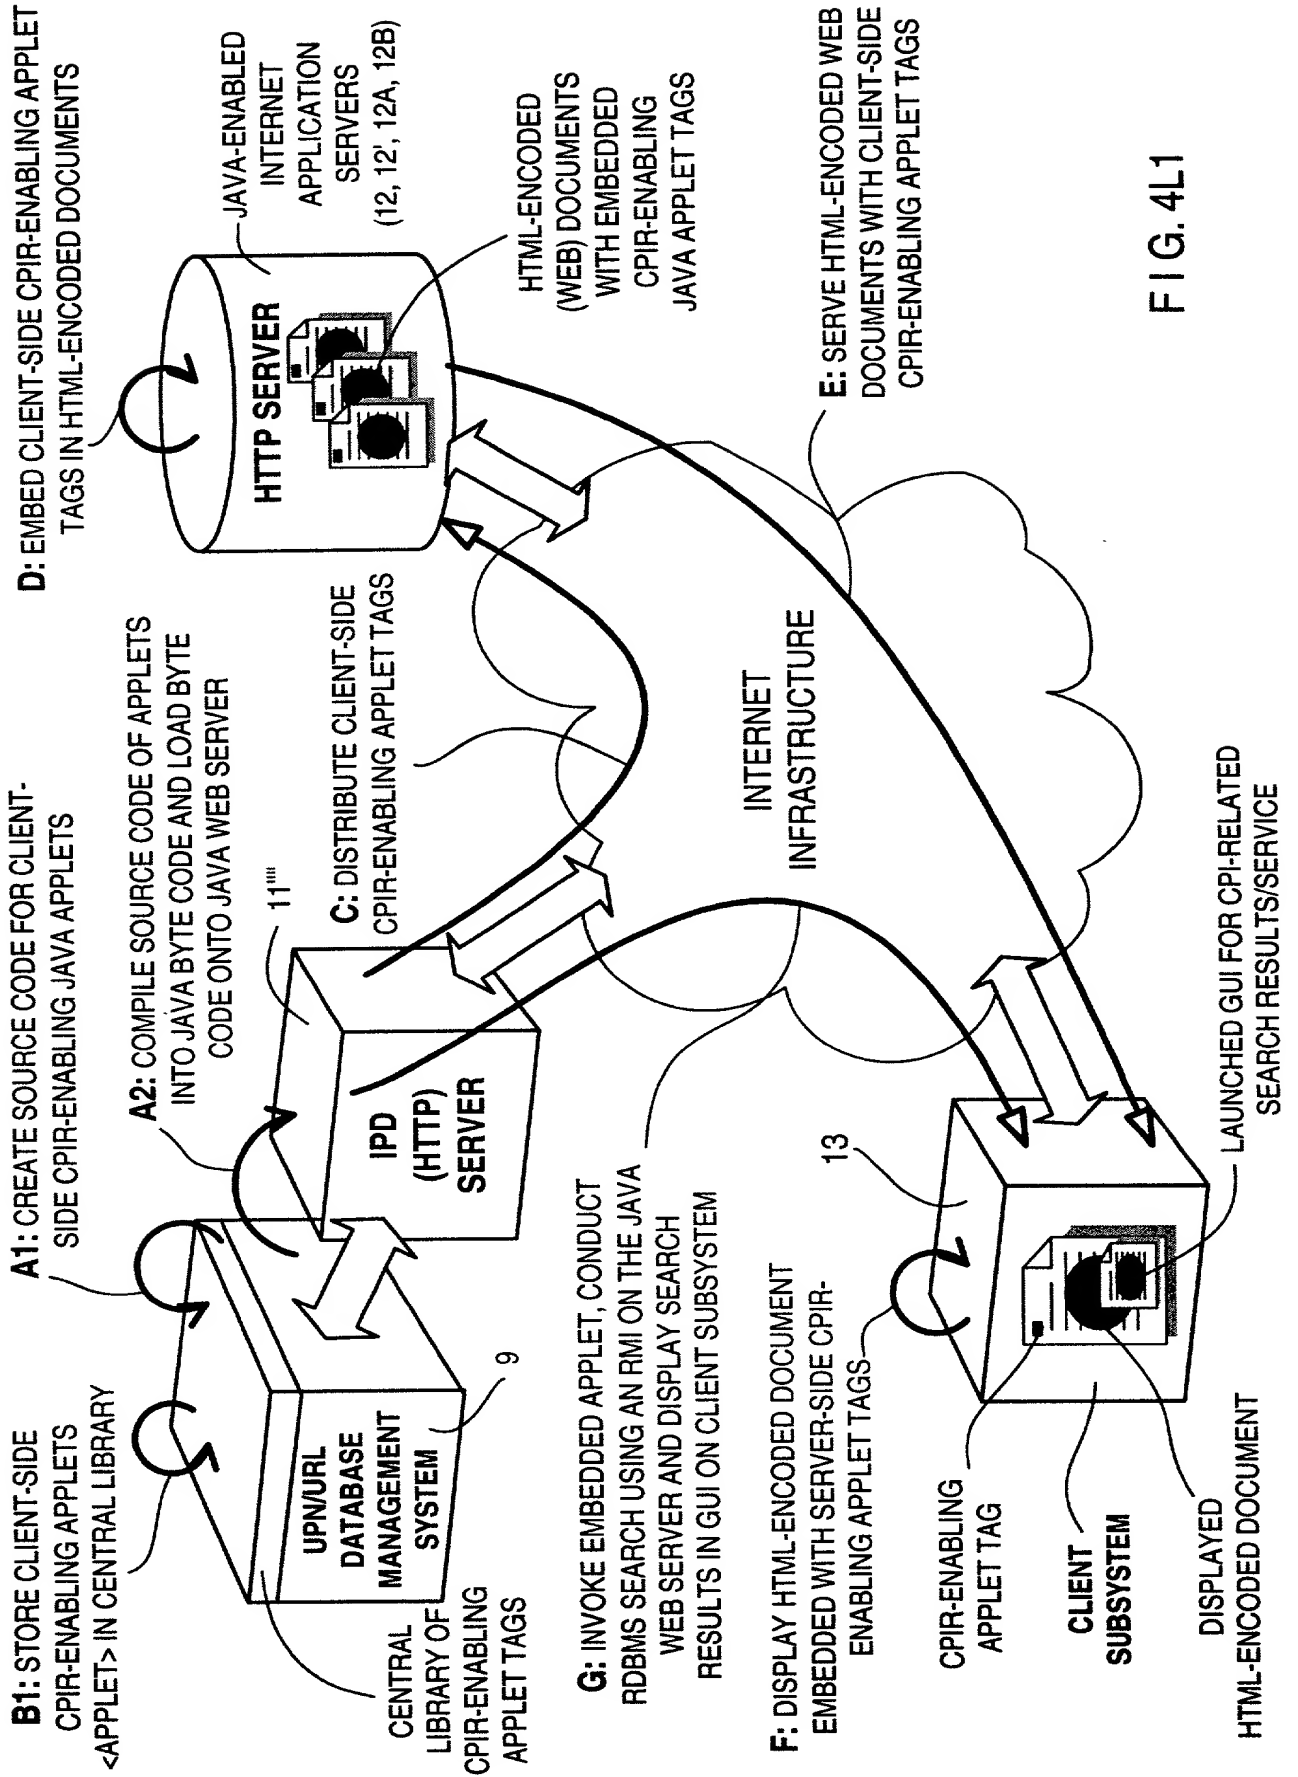 B1: STORE CLIENT-SIDE
CPIR-ENABLING APPLETS
<APPLET> IN CENTRAL LIBRARY
A1: CREATE SOURCE CODE FOR CLIENT-
SIDE CPIR-ENABLING JAVA APPLETS
A2: COMPILE SOURCE CODE OF APPLETS
INTO JAVA BYTE CODE AND LOAD BYTE
CODE ONTO JAVA WEB SERVER
D: EMBED CLIENT-SIDE CPIR-ENABLING APPLET
TAGS IN HTML-ENCODED DOCUMENTS
JAVA-ENABLED
INTERNET
APPLICATION
SERVERS
(12, 12', 12A, 12B)
HTTP SERVER
HTML-ENCODED
(WEB) DOCUMENTS
WITH EMBEDDED
CPIR-ENABLING
JAVA APPLET TAGS
11''''
C: DISTRIBUTE CLIENT-SIDE
CPIR-ENABLING APPLET TAGS
IPD
(HTTP)
SERVER
UPN/URL
DATABASE
MANAGEMENT
SYSTEM
9
CENTRAL
LIBRARY OF
CPIR-ENABLING
APPLET TAGS
G: INVOKE EMBEDDED APPLET, CONDUCT
RDBMS SEARCH USING AN RMI ON THE JAVA
WEB SERVER AND DISPLAY SEARCH
RESULTS IN GUI ON CLIENT SUBSYSTEM
INTERNET
INFRASTRUCTURE
E: SERVE HTML-ENCODED WEB
DOCUMENTS WITH CLIENT-SIDE
CPIR-ENABLING APPLET TAGS
F: DISPLAY HTML-ENCODED DOCUMENT
EMBEDDED WITH SERVER-SIDE CPIR-
ENABLING APPLET TAGS
13
CPIR-ENABLING
APPLET TAG
CLIENT
SUBSYSTEM
DISPLAYED
HTML-ENCODED DOCUMENT
LAUNCHED GUI FOR CPI-RELATED
SEARCH RESULTS/SERVICE
FIG. 4L1